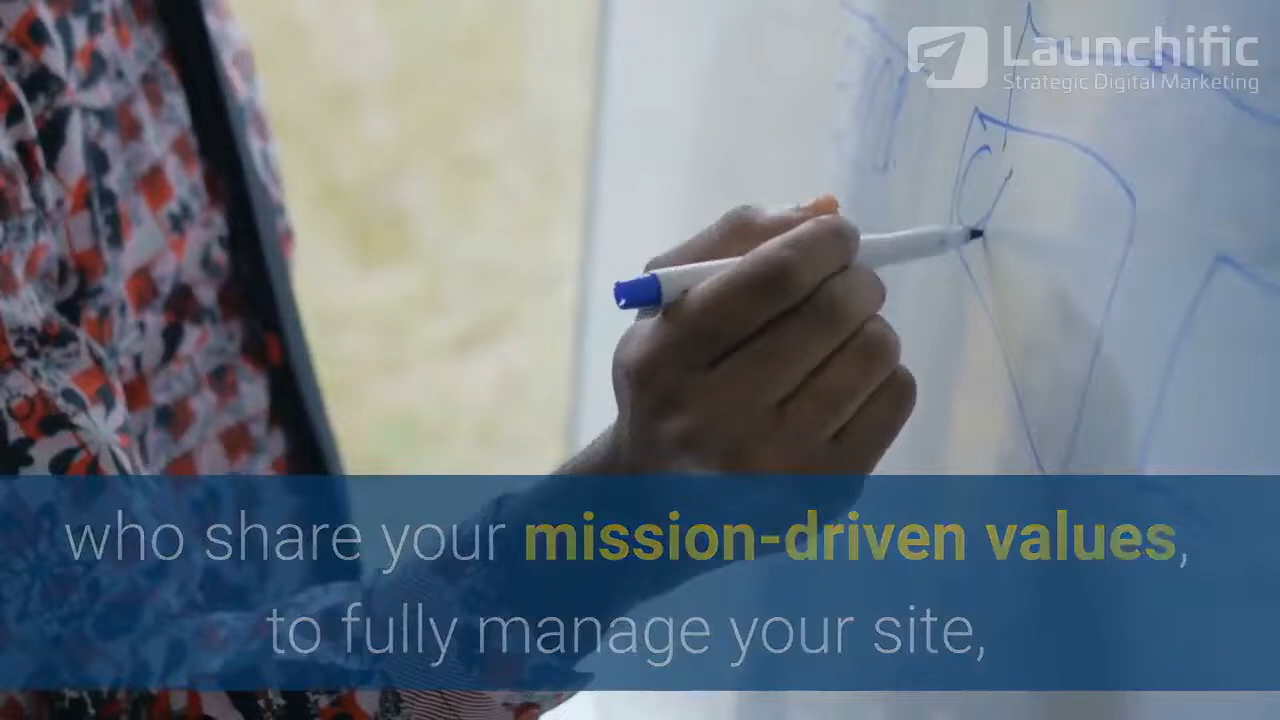 Launchific
Strategic Digital Marketing
who share your mission-driven values,
to fully manage your site,